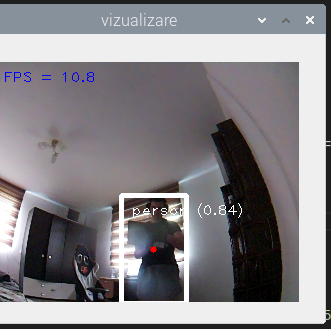 vizualizare
FPS = 10.8
person (0.84)